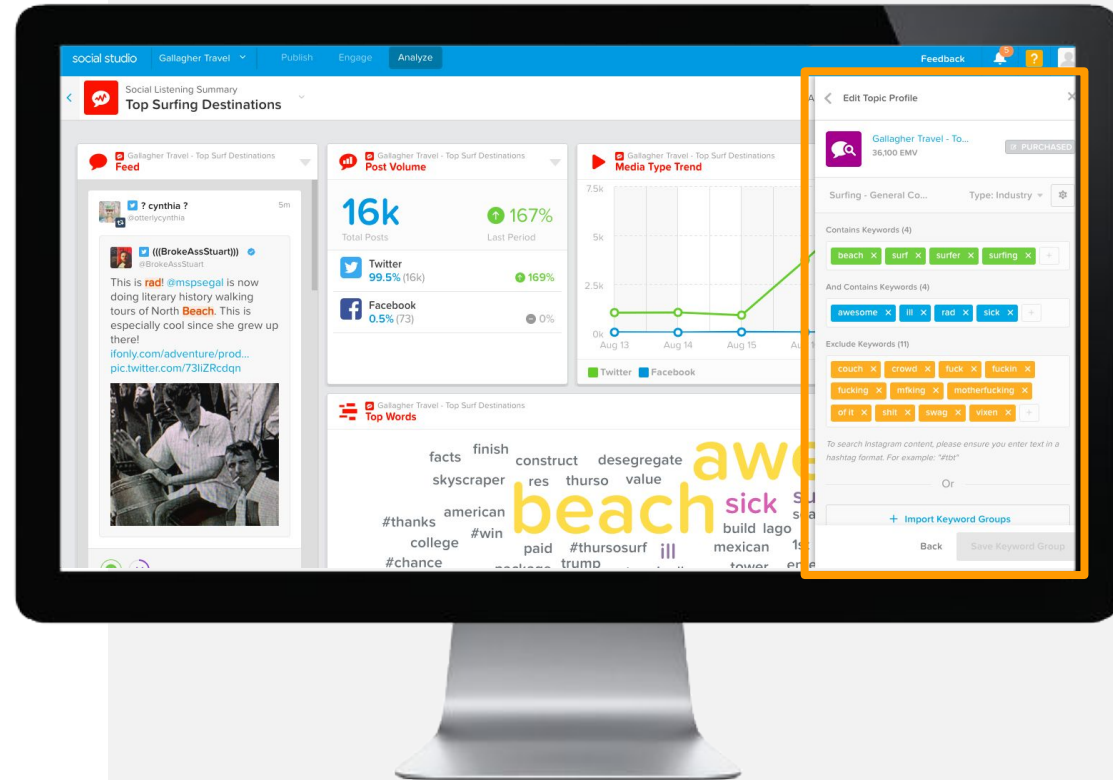 social studio Gallagher Travel Publish Engage Analyze Feedback 5 ?
Social Listening Summary
Top Surfing Destinations
Gallagher Travel - Top Surf Destinations
Feed
? cynthia ? 5m
@otterlycynthia
(((BrokeAssStuart)))
@BrokeAssStuart
This is rad! @mspsegal is now
doing literary history walking
tours of North Beach. This is
especially cool since she grew up
there!
ifonly.com/adventure/prod...
pic.twitter.com/73IiZRcdqn
Gallagher Travel - Top Surf Destinations
Post Volume
16k 167%
Total Posts Last Period
Twitter
99.5% (16k) 169%
Facebook
0.5% (73) 0%
Gallagher Travel - Top Surf Destinations
Media Type Trend
7.5k
5k
2.5k
0k
Aug 13 Aug 14 Aug 15
Twitter Facebook
Gallagher Travel - Top Surf Destinations
Top Words
facts finish construct desegregate awe
skyscraper res thurso value
american beach sick
#thanks #win build lago
college paid #thursosurf ill mexican
#chance trump
Edit Topic Profile
Gallagher Travel - To...
36,100 EMV
PURCHASED
Surfing - General Co... Type: Industry
Contains Keywords (4)
beach × surf × surfer × surfing × +
And Contains Keywords (4)
awesome × ill × rad × sick × +
Exclude Keywords (11)
couch × crowd × fuck × fuckin ×
fucking × mfking × motherfucking ×
of it × shit × swag × vixen × +
To search Instagram content, please ensure you enter text in a
hashtag format. For example: "#tbt"
Or
+ Import Keyword Groups
Back Save Keyword Group